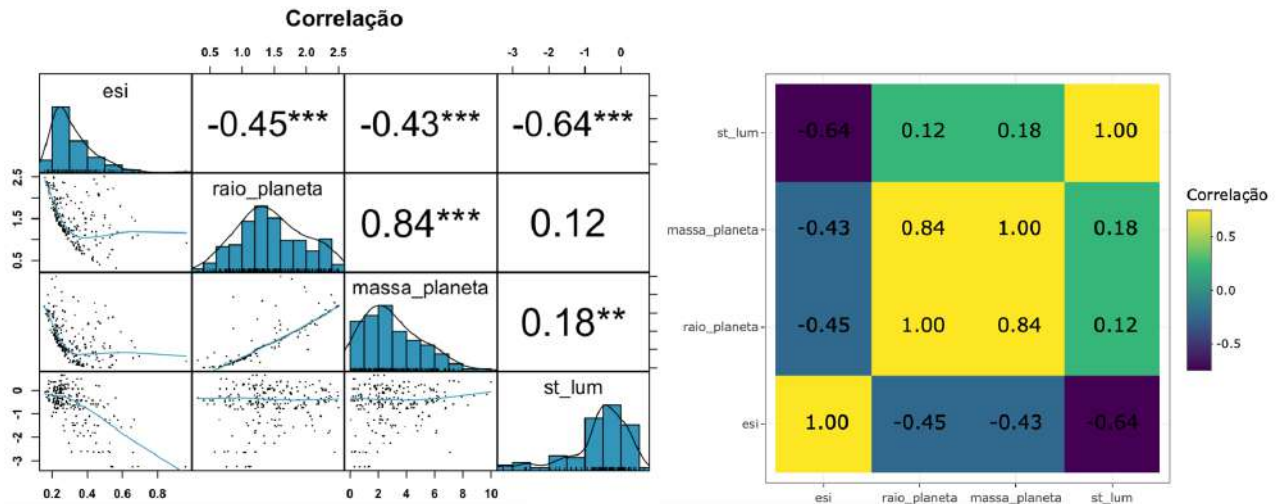 Correlação
0.5 1.0 1.5 2.0 2.5
-3 -2 -1 0
esi
-0.45***
-0.43***
-0.64***
2.5
1.5
0.5
raio_planeta
0.84***
0.12
massa_planeta
0.18**
0
-1
-2
-3
st_lum
0.2 0.4 0.6 0.8
0 2 4 6 8 10
st_lum
-0.64 0.12 0.18 1.00
massa_planeta
-0.43 0.84 1.00 0.18
raio_planeta
-0.45 1.00 0.84 0.12
esi
1.00 -0.45 -0.43 -0.64
esi raio_planeta massa_planeta st_lum
Correlação
0.5
0.0
-0.5